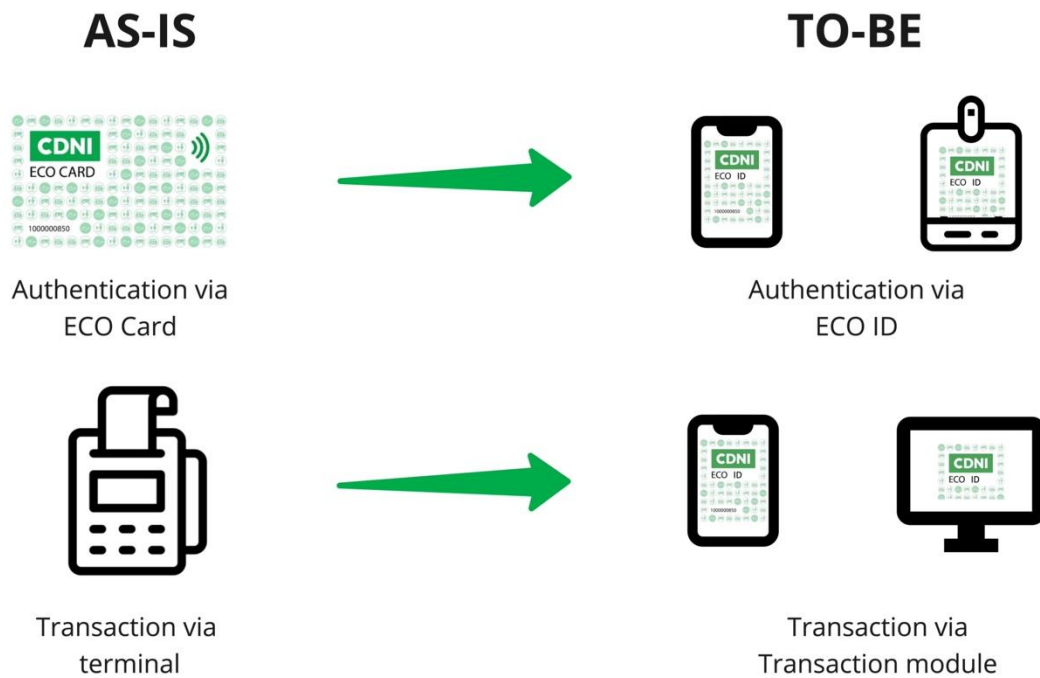 AS-IS
TO-BE
CDNI
ECO CARD
1000000850
CDNI
ECO ID
1000000850
CDNI
ECO ID
Authentication via
ECO Card
Authentication via
ECO ID
CDNI
ECO ID
1000000850
CDNI
ECO ID
Transaction via
terminal
Transaction via
Transaction module